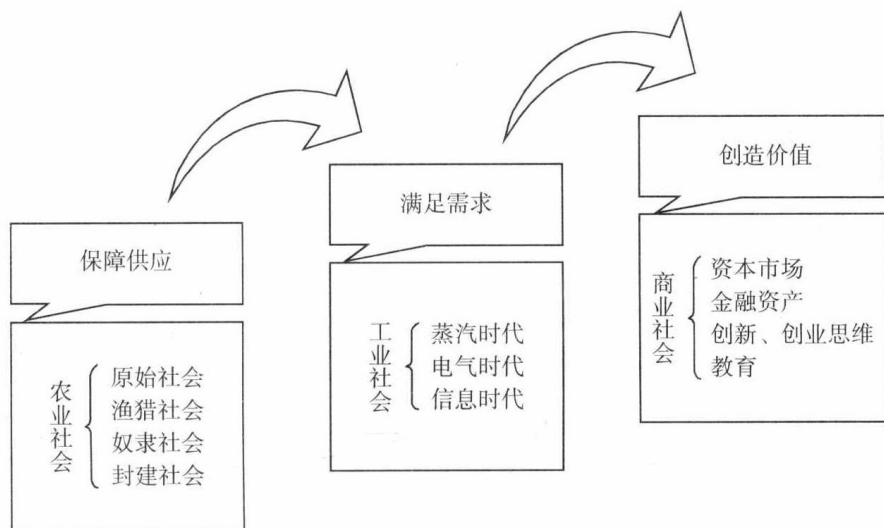 保障供应
农业社会
原始社会
渔猎社会
奴隶社会
封建社会
满足需求
工业社会
蒸汽时代
电气时代
信息时代
创造价值
商业社会
资本市场
金融资产
创新、创业思维
教育